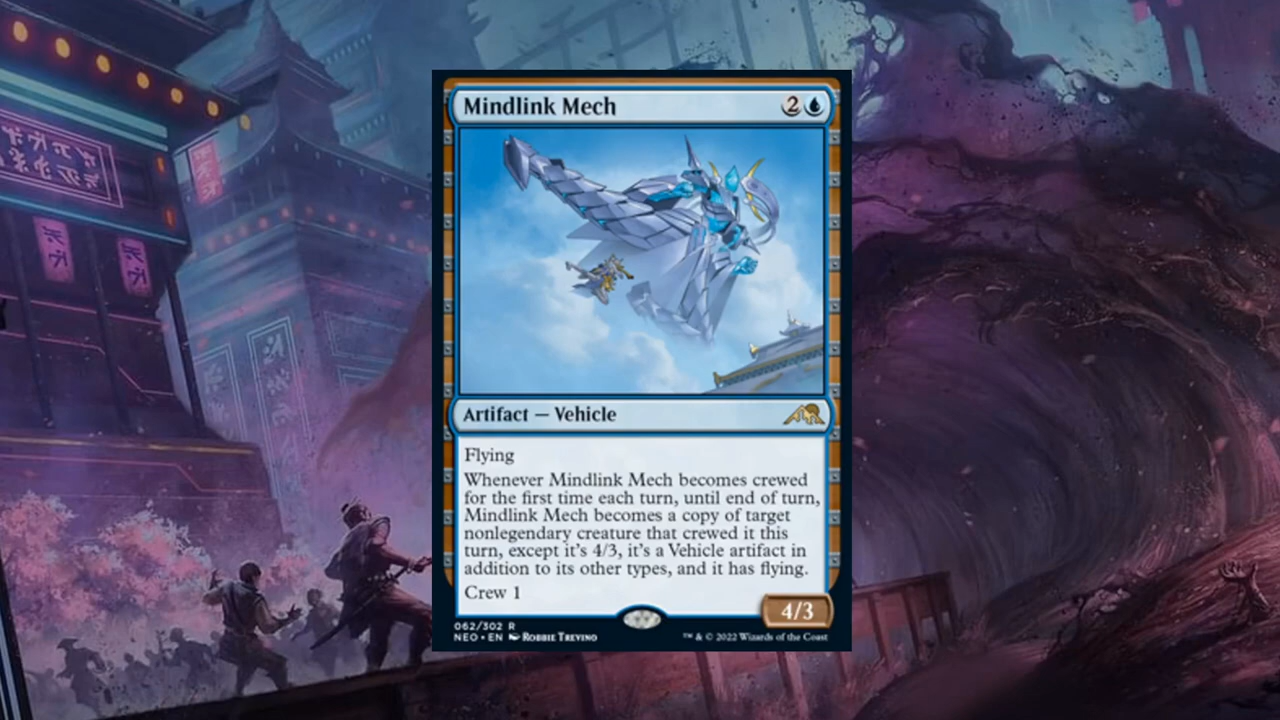 Mindlink Mech 2
Artifact — Vehicle
Flying
Whenever Mindlink Mech becomes crewed
for the first time each turn, until end of turn,
Mindlink Mech becomes a copy of target
nonlegendary creature that crewed it this
turn, except it's 4/3, it's a Vehicle artifact in
addition to its other types, and it has flying.
Crew 1
4/3
062/302 R
NEO • EN Robbie Trevino
™ & © 2022 Wizards of the Coast